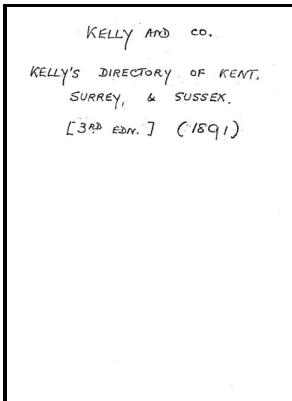 KELLY AND CO.
KELLY'S DIRECTORY OF KENT.
SURREY, & SUSSEX.
[3RD EDN.] (1891)